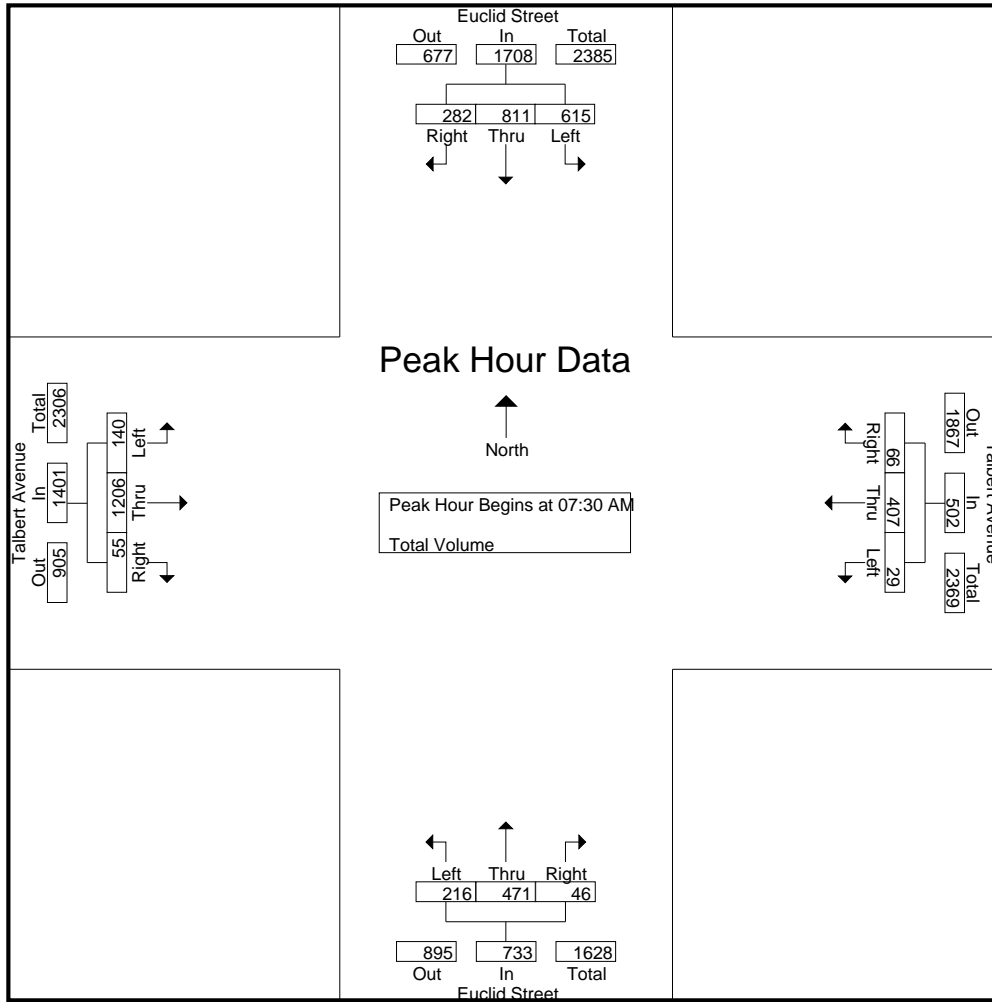 Euclid Street
Out In Total
677 1708 2385
282 811 615
Right Thru Left
Peak Hour Data
North
Peak Hour Begins at 07:30 AM
Total Volume
Talbert Avenue
Total In Out
2306 1401 905
140 1206 55
Left Thru Right
Talbert Avenue
Out In Total
1867 502 2369
66 407 29
Right Thru Left
Left Thru Right
216 471 46
895 733 1628
Out In Total
Euclid Street